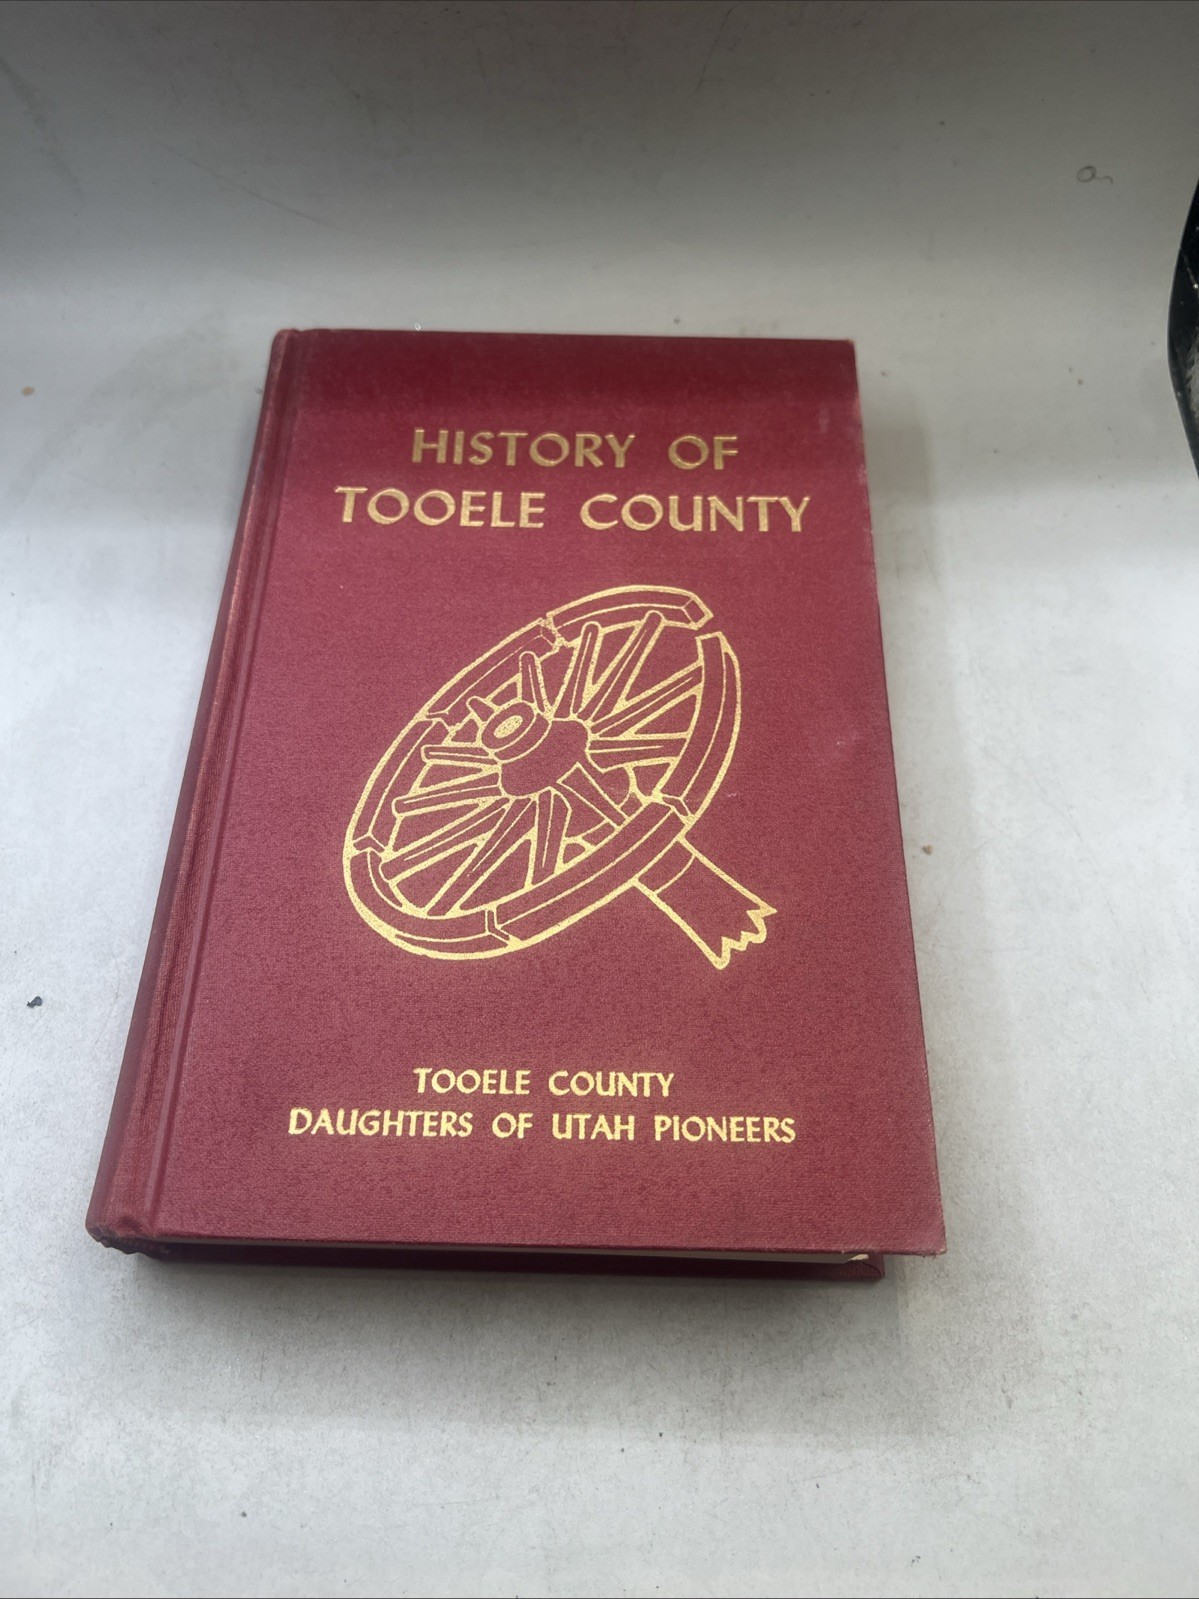 HISTORY OF
TOOELE COUNTY
TOOELE COUNTY
DAUGHTERS OF UTAH PIONEERS